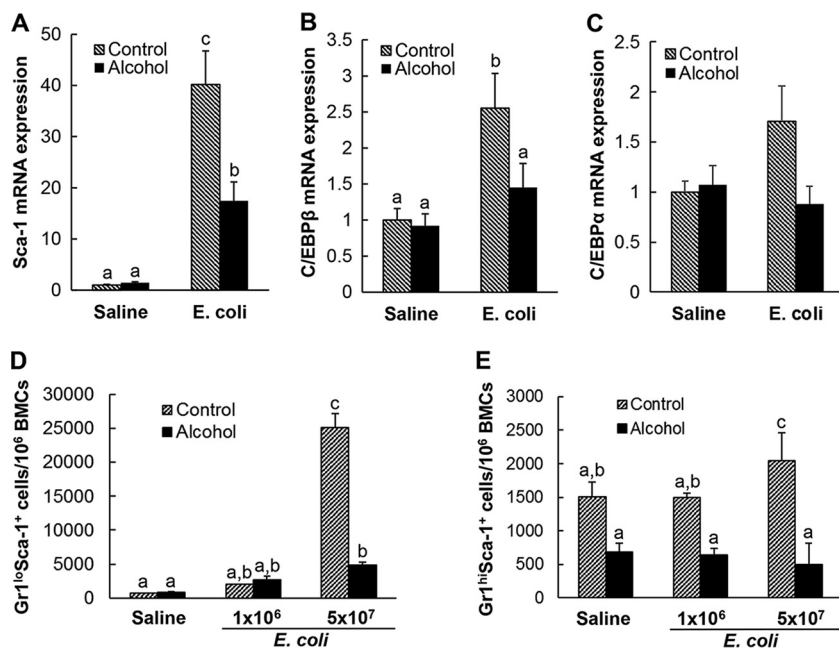 A
Sca-1 mRNA expression
50
40
30
20
10
0
Control
Alcohol
a
a
c
b
Saline
E. coli
B
C/EBPβ mRNA expression
3.5
3
2.5
2
1.5
1
0.5
0
Control
Alcohol
a
a
b
a
Saline
E. coli
C
C/EBPα mRNA expression
2.5
2
1.5
1
0.5
0
Control
Alcohol
Saline
E. coli
D
Gr1ˡᵒSca-1⁺ cells/10⁶ BMCs
30000
25000
20000
15000
10000
5000
0
Control
Alcohol
a
a
a,b
a,b
c
b
Saline
1x10⁶
5x10⁷
E. coli
E
Gr1ʰⁱSca-1⁺ cells/10⁶ BMCs
3000
2500
2000
1500
1000
500
0
Control
Alcohol
a,b
a
a,b
a
c
a
Saline
1x10⁶
5x10⁷
E. coli